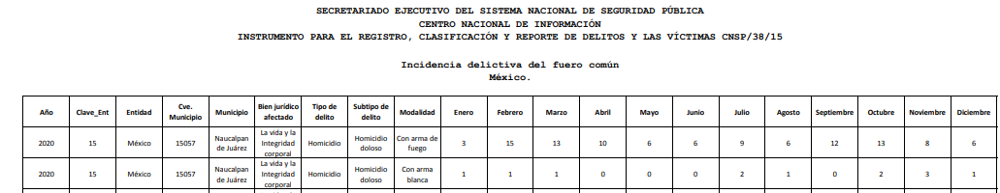 SECRETARIADO EJECUTIVO DEL SISTEMA NACIONAL DE SEGURIDAD PÚBLICA
CENTRO NACIONAL DE INFORMACIÓN
INSTRUMENTO PARA EL REGISTRO, CLASIFICACIÓN Y REPORTE DE DELITOS Y LAS VÍCTIMAS CNSP/38/15
Incidencia delictiva del fuero común
México.
Año Clave_Ent Entidad Cve. Municipio Municipio Bien jurídico afectado Tipo de delito Subtipo de delito Modalidad Enero Febrero Marzo Abril Mayo Junio Julio Agosto Septiembre Octubre Noviembre Diciembre
2020 15 México 15057 Naucalpan de Juárez La vida y la Integridad corporal Homicidio Homicidio doloso Con arma de fuego 3 15 13 10 6 6 9 6 12 13 8 6
2020 15 México 15057 Naucalpan de Juárez La vida y la Integridad corporal Homicidio Homicidio doloso Con arma blanca 1 1 1 0 0 0 2 1 0 2 3 1